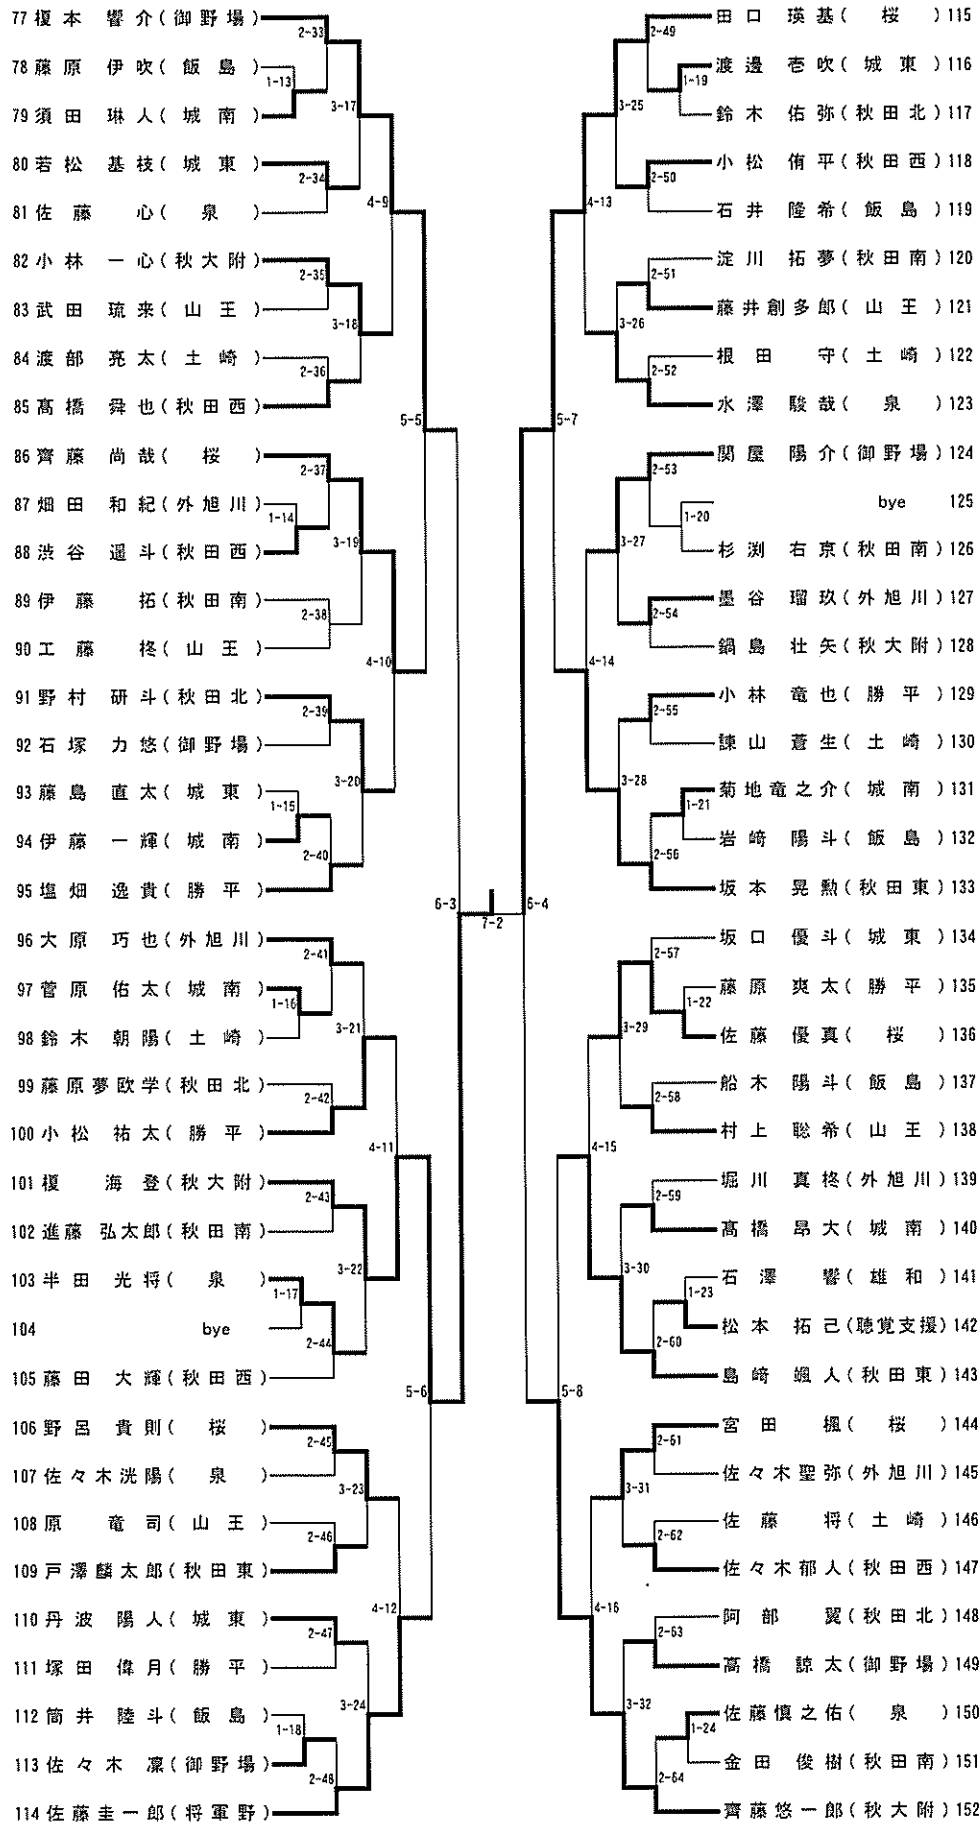 77 榎本 響介(御野場)
78 藤原 伊吹(飯島)
79 須田 琳人(城南)
80 若松 基枝(城東)
81 佐藤 心(泉)
82 小林 一心(秋大附)
83 武田 琉来(山王)
84 渡部 亮太(土崎)
85 髙橋 舜也(秋田西)
86 齊藤 尚哉(桜)
87 畑田 和紀(外旭川)
88 渋谷 遥斗(秋田西)
89 伊藤 拓(秋田南)
90 工藤 柊(山王)
91 野村 研斗(秋田北)
92 石塚 力悠(御野場)
93 藤島 直太(城東)
94 伊藤 一輝(城南)
95 塩畑 逸貴(勝平)
96 大原 巧也(外旭川)
97 菅原 佑太(城南)
98 鈴木 朝陽(土崎)
99 藤原夢欧学(秋田北)
100 小松 祐太(勝平)
101 榎 海登(秋大附)
102 進藤 弘太郎(秋田南)
103 半田 光将(泉)
104 bye
105 藤田 大輝(秋田西)
106 野呂 貴則(桜)
107 佐々木洸陽(泉)
108 原 竜司(山王)
109 戸澤麟太郎(秋田東)
110 丹波 陽人(城東)
111 塚田 偉月(勝平)
112 筒井 陸斗(飯島)
113 佐々木 凜(御野場)
114 佐藤圭一郎(将軍野)
2-33
1-13
3-17
2-34
4-9
2-35
3-18
2-36
5-5
2-37
1-14
3-19
2-38
4-10
2-39
3-20
1-15
2-40
6-3
7-2
2-41
1-16
3-21
2-42
4-11
2-43
3-22
1-17
2-44
5-6
2-45
3-23
2-46
4-12
2-47
3-24
1-18
2-48
2-49
1-19
3-25
2-50
4-13
2-51
3-26
2-52
5-7
2-53
1-20
3-27
2-54
4-14
2-55
3-28
1-21
2-56
6-4
2-57
1-22
3-29
2-58
4-15
2-59
3-30
1-23
2-60
5-8
2-61
3-31
2-62
4-16
2-63
3-32
1-24
2-64
田口 瑛基(桜)115
渡邊 壱吹(城東)116
鈴木 佑弥(秋田北)117
小松 侑平(秋田西)118
石井 隆希(飯島)119
淀川 拓夢(秋田南)120
藤井創多郎(山王)121
根田 守(土崎)122
水澤 駿哉(泉)123
関屋 陽介(御野場)124
bye 125
杉渕 右京(秋田南)126
墨谷 瑠玖(外旭川)127
鍋島 壮矢(秋大附)128
小林 竜也(勝平)129
諫山 蒼生(土崎)130
菊地竜之介(城南)131
岩﨑 陽斗(飯島)132
坂本 晃勲(秋田東)133
坂口 優斗(城東)134
藤原 爽太(勝平)135
佐藤 優真(桜)136
船木 陽斗(飯島)137
村上 聡希(山王)138
堀川 真柊(外旭川)139
髙橋 昂大(城南)140
石澤 響(雄和)141
松本 拓己(聴覚支援)142
島崎 颯人(秋田東)143
宮田 楓(桜)144
佐々木聖弥(外旭川)145
佐藤 将(土崎)146
佐々木郁人(秋田西)147
阿部 翼(秋田北)148
髙橋 諒太(御野場)149
佐藤慎之佑(泉)150
金田 俊樹(秋田南)151
齊藤悠一郎(秋大附)152